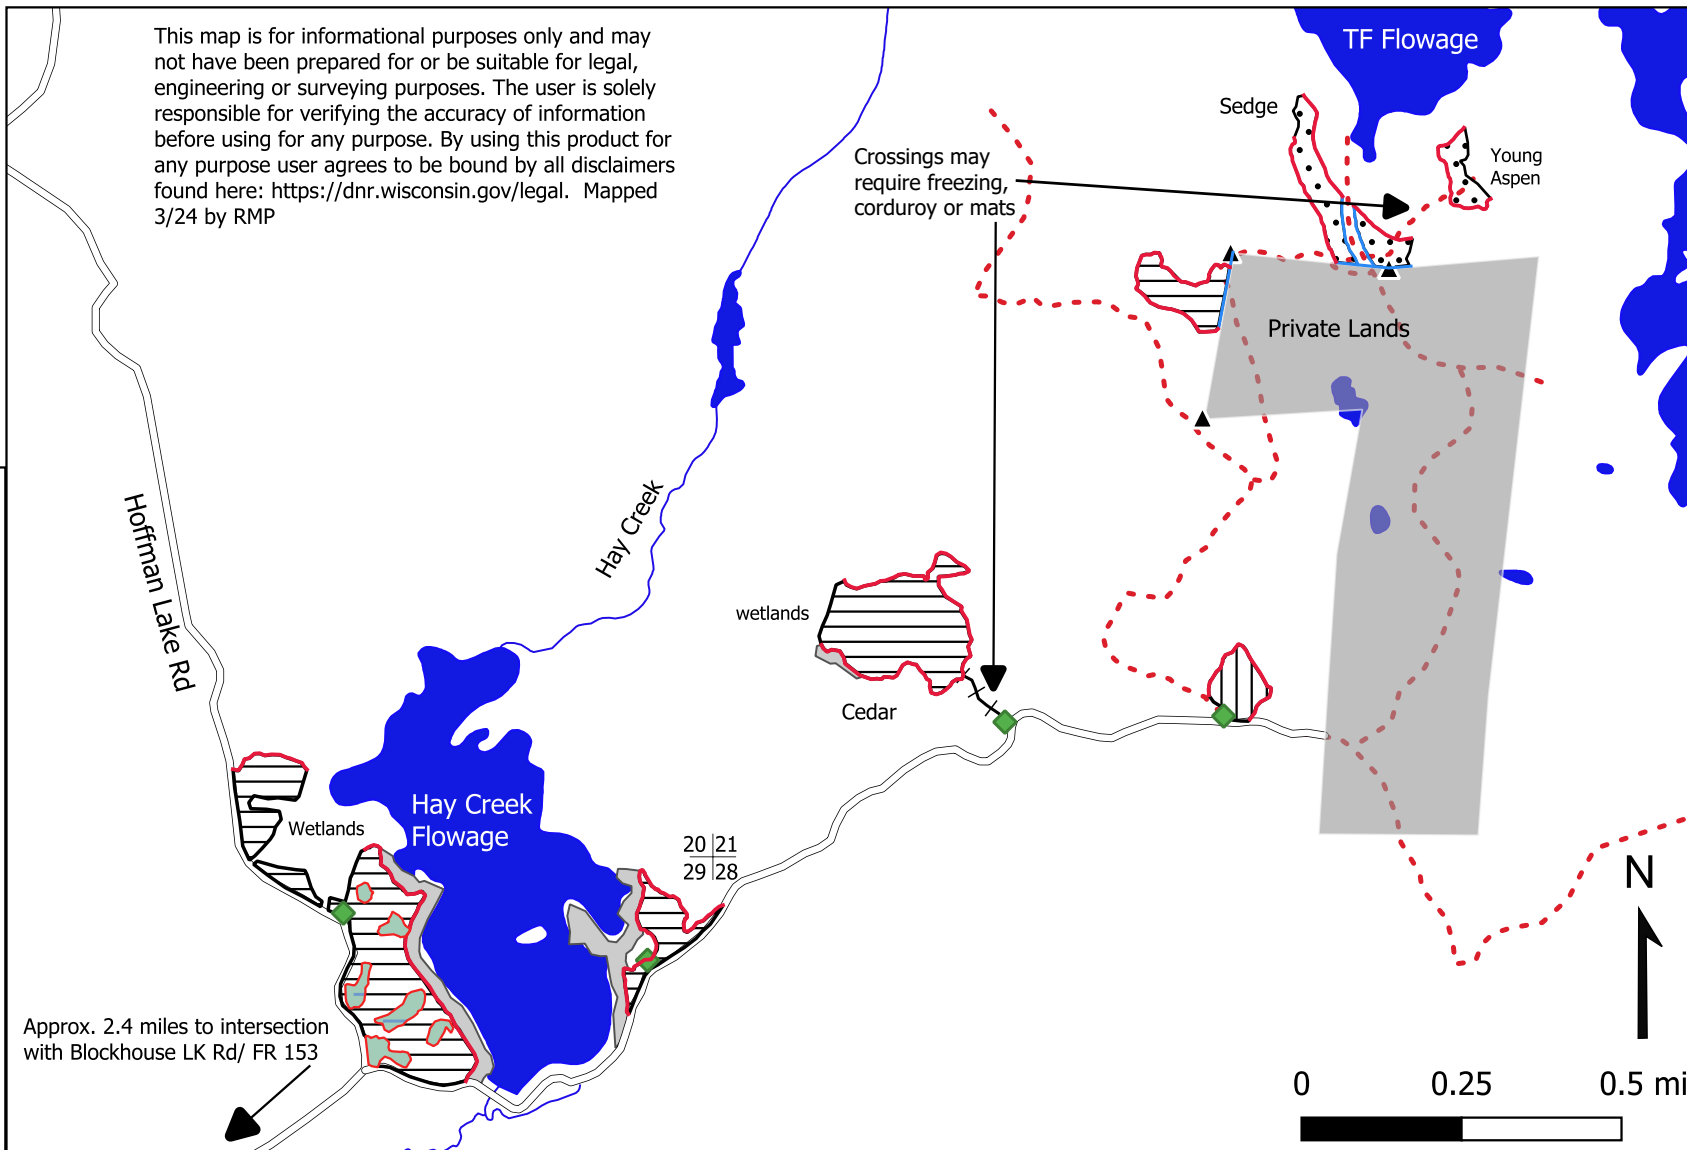 This map is for informational purposes only and may
not have been prepared for or be suitable for legal,
engineering or surveying purposes. The user is solely
responsible for verifying the accuracy of information
before using for any purpose. By using this product for
any purpose user agrees to be bound by all disclaimers
found here: https://dnr.wisconsin.gov/legal. Mapped
3/24 by RMP
TF Flowage
Sedge
Young
Aspen
Crossings may
require freezing,
corduroy or mats
Private Lands
Hoffman Lake Rd
Hay Creek
wetlands
Cedar
Hay Creek
Flowage
Wetlands
20 21
29 28
N
Approx. 2.4 miles to intersection
with Blockhouse LK Rd/ FR 153
0 0.25 0.5 mi